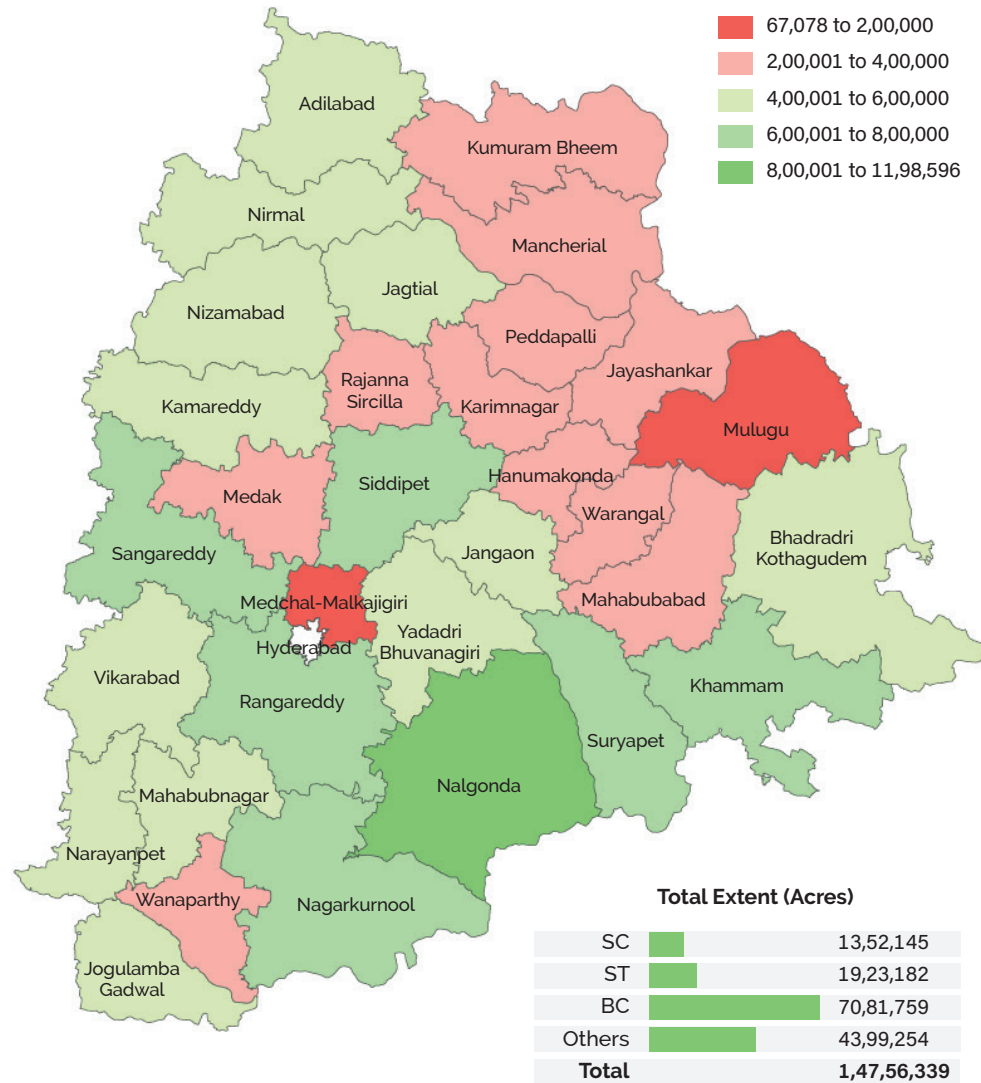 67,078 to 2,00,000
2,00,001 to 4,00,000
4,00,001 to 6,00,000
6,00,001 to 8,00,000
8,00,001 to 11,98,596
Adilabad
Kumuram Bheem
Nirmal
Mancherial
Jagtial
Nizamabad
Peddapalli
Jayashankar
Rajanna
Sircilla
Karimnagar
Kamareddy
Mulugu
Siddipet
Hanumakonda
Medak
Warangal
Jangaon
Bhadradri
Kothagudem
Sangareddy
Medchal-Malkajigiri
Mahabubabad
Hyderabad
Yadadri
Bhuvanagiri
Vikarabad
Rangareddy
Khammam
Suryapet
Nalgonda
Mahabubnagar
Narayanpet
Wanaparthy
Nagarkurnool
Jogulamba
Gadwal
Total Extent (Acres)
SC 13,52,145
ST 19,23,182
BC 70,81,759
Others 43,99,254
Total 1,47,56,339